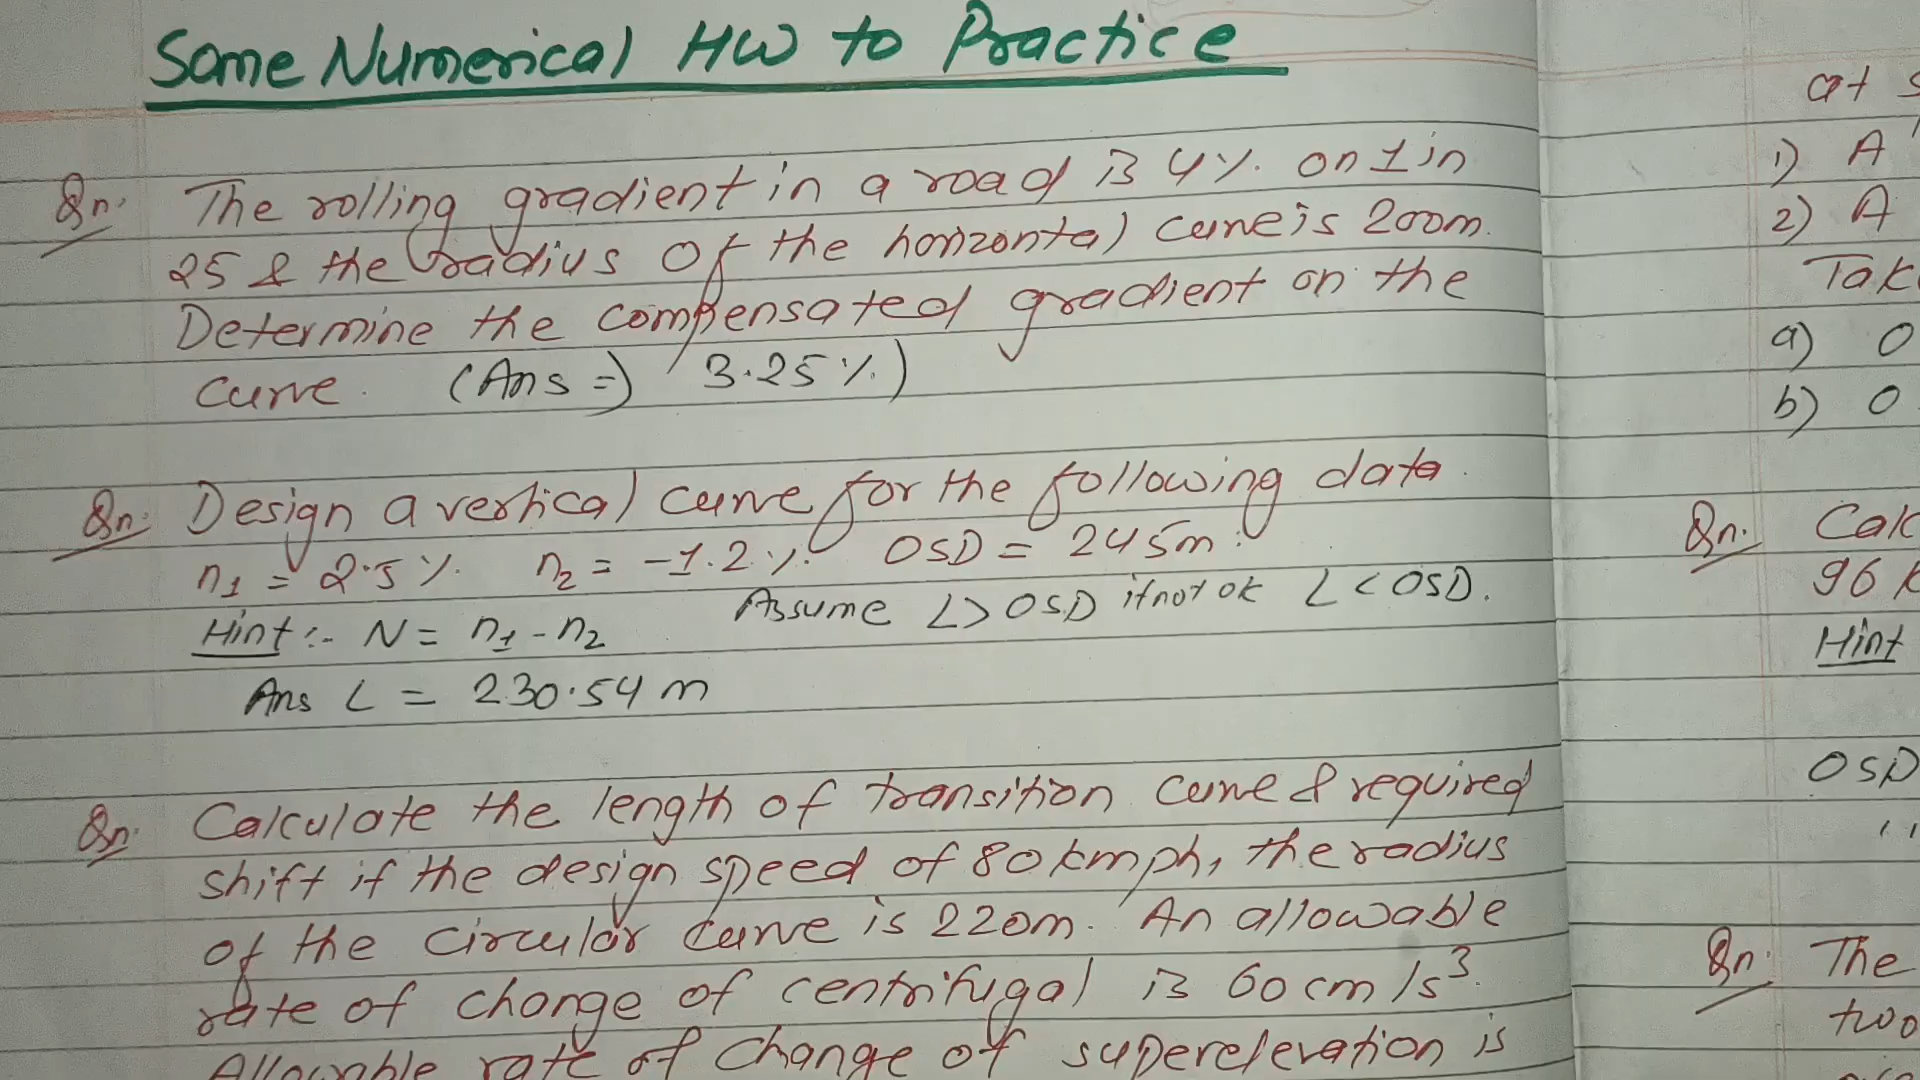 Some Numerical HW to Practice
Qn. The rolling gradient in a road is 4%. on 1 in
25 & the radius of the horizontal curve is 200m.
Determine the compensated gradient on the
curve. (Ans => 3.25%.)
Qn. Design a vertical curve for the following data.
n1 = 2.5%. n2 = -1.2%. OSD = 245m.
Hint :- N = n1 - n2 Assume L > OSD if not ok L < OSD.
Ans L = 230.54 m
Qn. Calculate the length of transition curve & required
shift if the design speed of 80 kmph, the radius
of the circular curve is 220m. An allowable
rate of change of centrifugal is 60 cm/s³.
Allowable rate of change of superelevation is
at
1) A
2) A
Tak
a) O
b) O
Qn. Calc
96 k
Hint
OSD
"
Qn. The
two